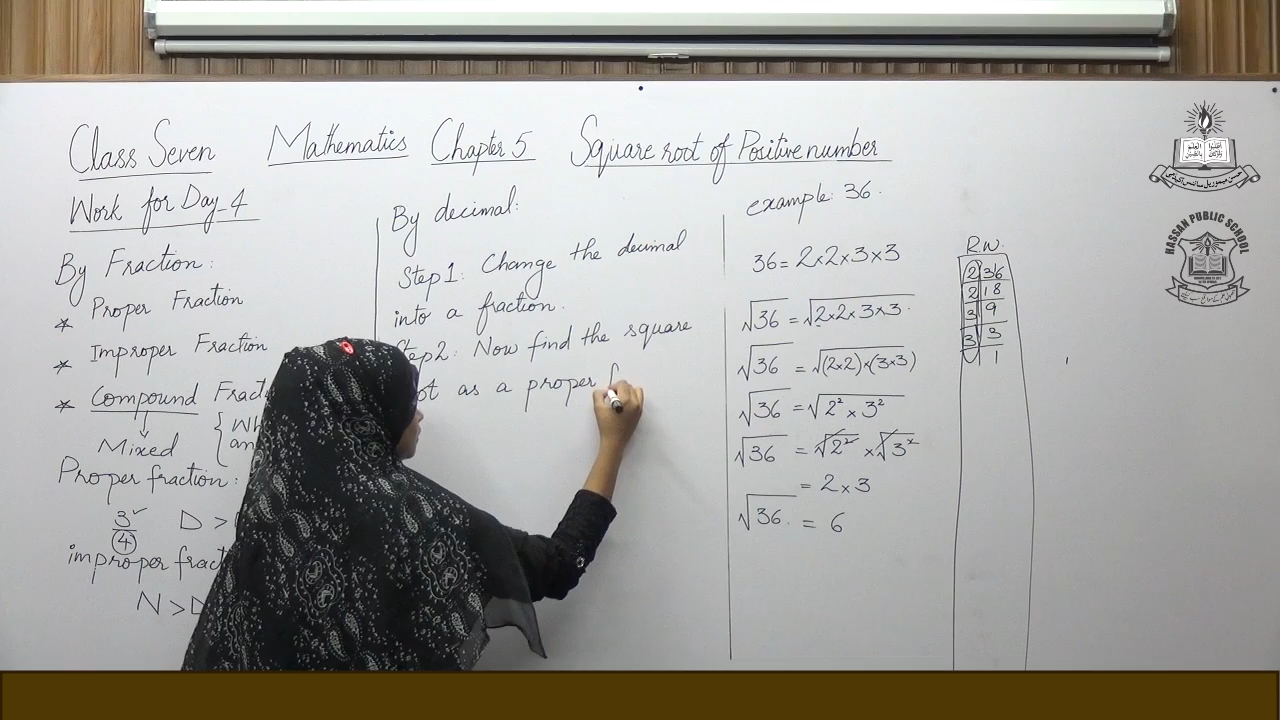 Class Seven Mathematics Chapter 5 Square root of Positive number
Work for Day_4
By Fraction:
* Proper Fraction
* Improper Fraction
* Compound Fract
Mixed
Proper fraction:
3
4
D >
improper fract
N > D
By decimal:
Step 1: Change the decimal
into a fraction.
Step 2: Now find the square
ot as a proper f
example: 36.
36 = 2×2×3×3
√36 = √2×2×3×3
√36 = √(2×2)×(3×3)
√36 = √2² × 3²
√36 = √2² × √3²
= 2×3
√36 = 6
R.W.
2 36
2 18
3 9
3 3
1
HASSAN PUBLIC SCHOOL